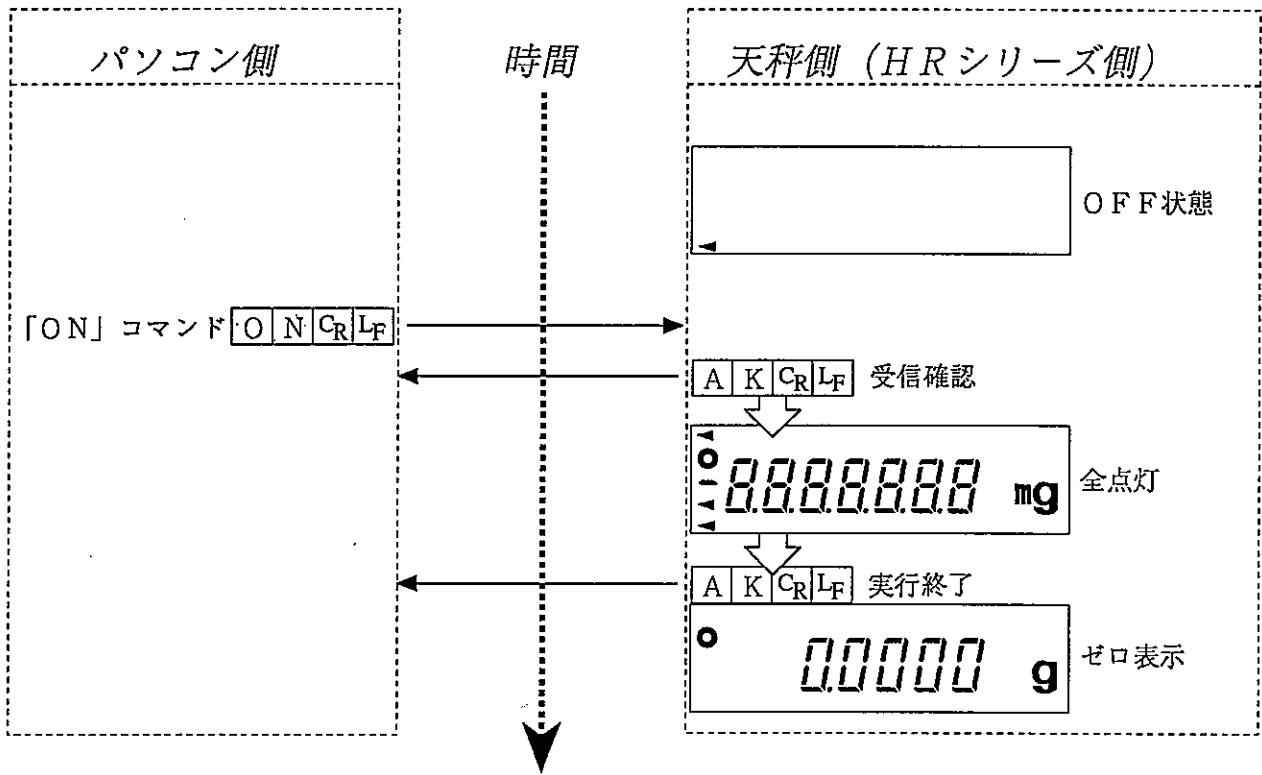 パソコン側
時間
天秤側(HRシリーズ側)
OFF状態
「ON」コマンド O N CR LF
A K CR LF 受信確認
8.8.8.8.8.8.8 mg
全点灯
A K CR LF 実行終了
0.0000 g
ゼロ表示